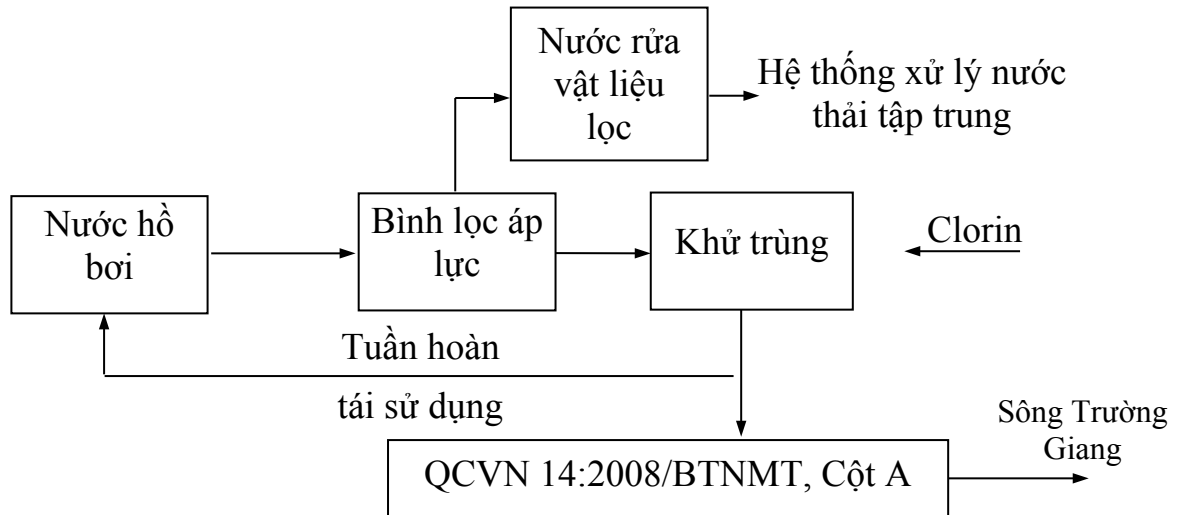 Nước rửa
vật liệu
lọc
Hệ thống xử lý nước
thải tập trung
Nước hồ
bơi
Bình lọc áp
lực
Khử trùng
Clorin
Tuần hoàn
tái sử dụng
Sông Trường
Giang
QCVN 14:2008/BTNMT, Cột A